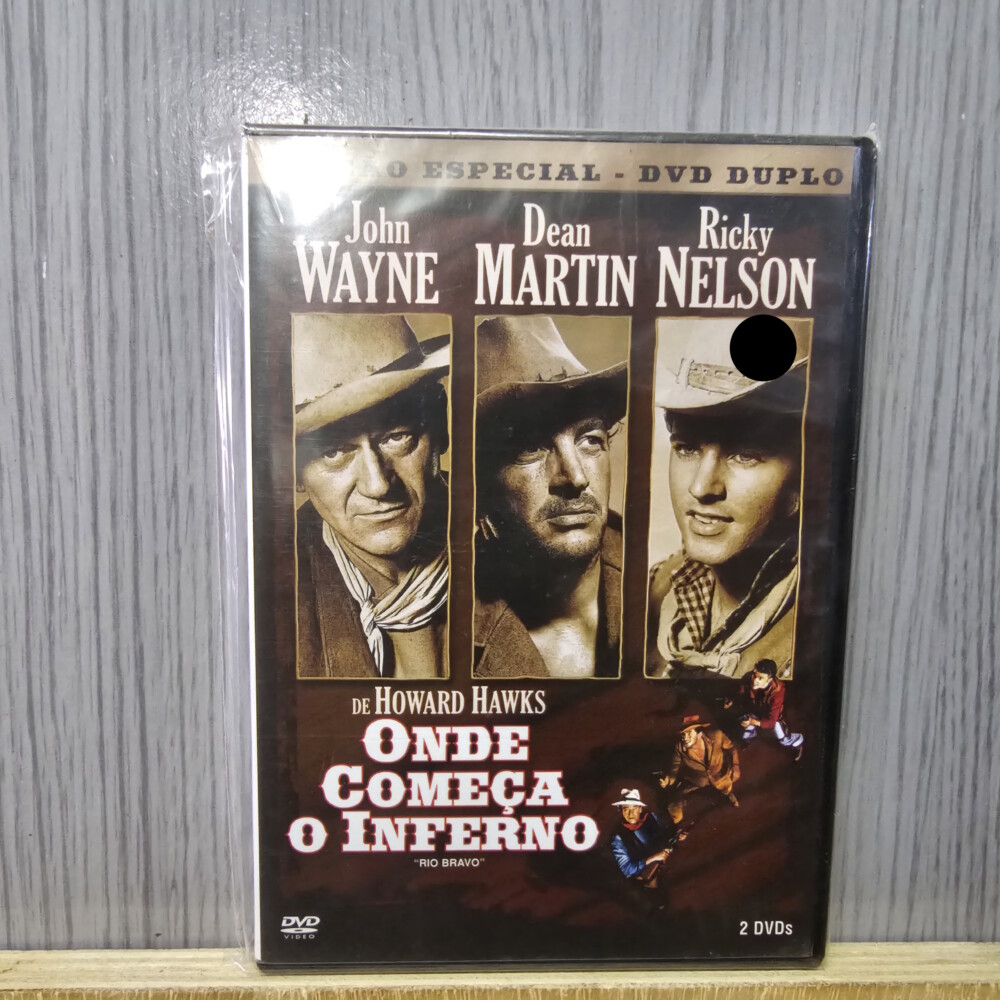 ESPECIAL - DVD DUPLO
John
WAYNE
Dean
MARTIN
Ricky
NELSON
DE HOWARD HAWKS
ONDE
COMEÇA
O INFERNO
"RIO BRAVO"
DVD
VIDEO
2 DVDs